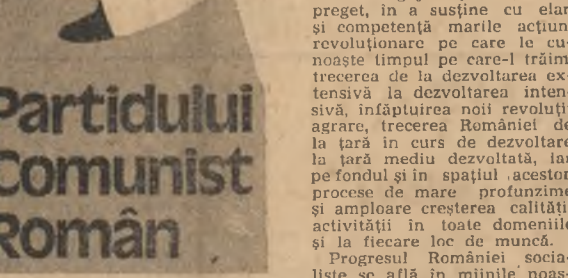 Partidului
Comunist
Român
preget, în a susține cu elan
și competență marile acțiun
revoluționare pe care le cu-
noaște timpul pe care-l trăim
trecerea de la dezvoltarea ex-
tensivă la dezvoltarea inten-
sivă, înfăptuirea noii revoluți
agrare, trecerea României de
la țară în curs de dezvoltare
la țară mediu dezvoltată, iar
pe fondul și în spațiul acestor
procese de mare profunzime
și amploare creșterea calități
activității în toate domeniile
și la fiecare loc de muncă.
Progresul României socia-
liste se află în mîinile noas-